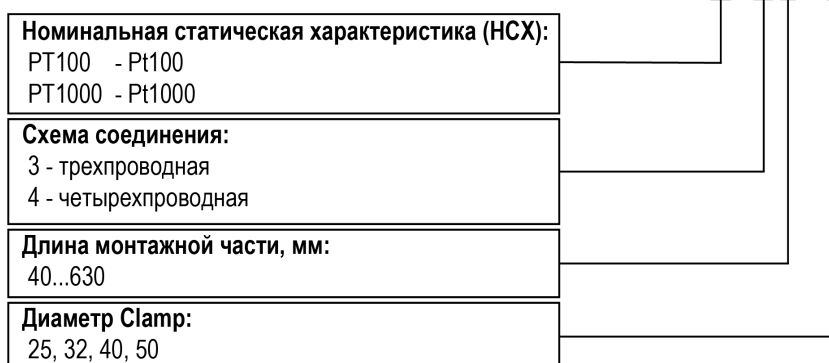 Номинальная статическая характеристика (НСХ):
PT100 - Pt100
PT1000 - Pt1000
Схема соединения:
3 - трехпроводная
4 - четырехпроводная
Длина монтажной части, мм:
40...630
Диаметр Clamp:
25, 32, 40, 50